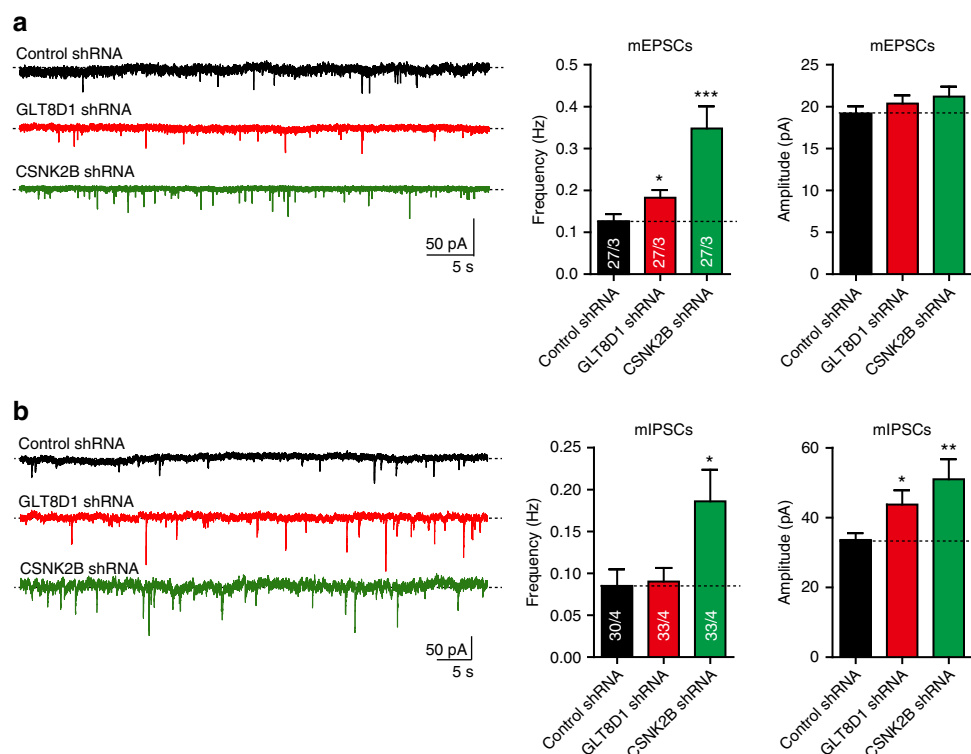 a
Control shRNA
GLT8D1 shRNA
CSNK2B shRNA
50 pA
5 s
mEPSCs
Frequency (Hz)
0.5
0.4
0.3
0.2
0.1
0.0
*
***
27/3
27/3
27/3
Control shRNA
GLT8D1 shRNA
CSNK2B shRNA
mEPSCs
Amplitude (pA)
25
20
15
10
5
0
Control shRNA
GLT8D1 shRNA
CSNK2B shRNA
b
Control shRNA
GLT8D1 shRNA
CSNK2B shRNA
50 pA
5 s
mIPSCs
Frequency (Hz)
0.25
0.20
0.15
0.10
0.05
0.00
*
30/4
33/4
33/4
Control shRNA
GLT8D1 shRNA
CSNK2B shRNA
mIPSCs
Amplitude (pA)
60
40
20
0
*
**
Control shRNA
GLT8D1 shRNA
CSNK2B shRNA